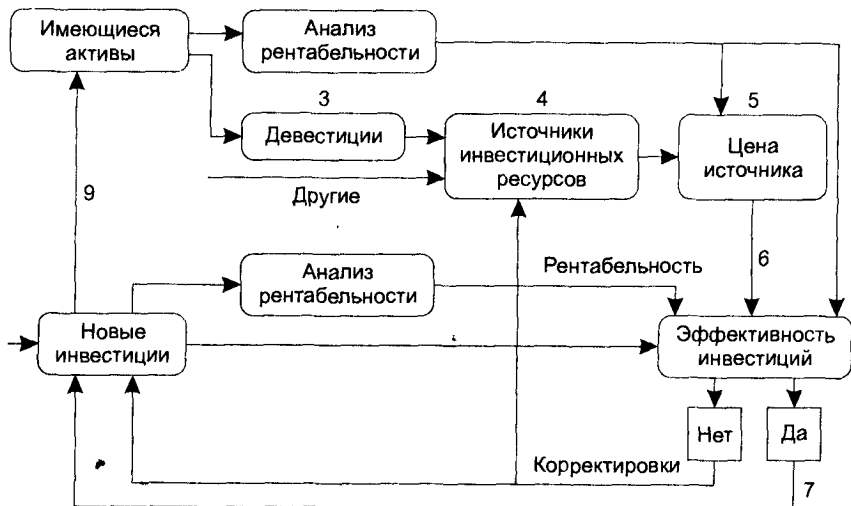 Имеющиеся
активы
Анализ
рентабельности
3
4
5
Девестиции
Источники
инвестиционных
ресурсов
Цена
источника
9
Другие
6
Анализ
рентабельности
Рентабельность
Новые
инвестиции
Эффективность
инвестиций
Нет
Да
Корректировки
7